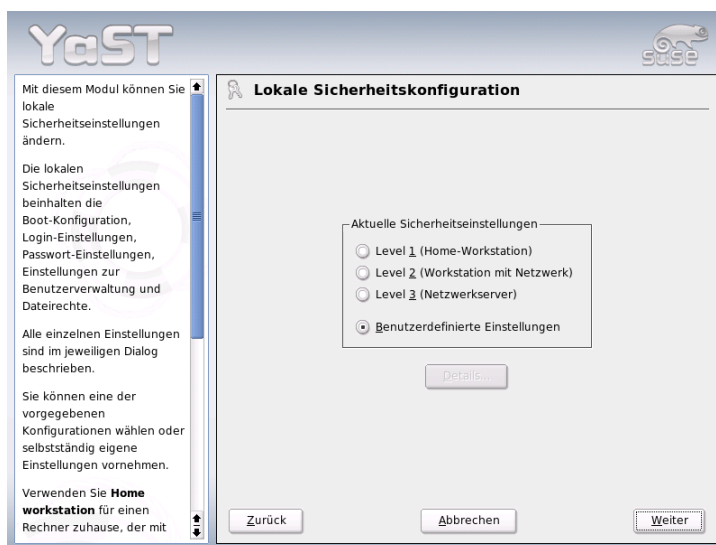 YaST
SUSE
Mit diesem Modul können Sie
lokale
Sicherheitseinstellungen
ändern.
Die lokalen
Sicherheitseinstellungen
beinhalten die
Boot-Konfiguration,
Login-Einstellungen,
Passwort-Einstellungen,
Einstellungen zur
Benutzerverwaltung und
Dateirechte.
Alle einzelnen Einstellungen
sind im jeweiligen Dialog
beschrieben.
Sie können eine der
vorgegebenen
Konfigurationen wählen oder
selbstständig eigene
Einstellungen vornehmen.
Verwenden Sie Home
workstation für einen
Rechner zuhause, der mit
Lokale Sicherheitskonfiguration
Aktuelle Sicherheitseinstellungen
Level 1 (Home-Workstation)
Level 2 (Workstation mit Netzwerk)
Level 3 (Netzwerkserver)
Benutzerdefinierte Einstellungen
Details...
Zurück
Abbrechen
Weiter